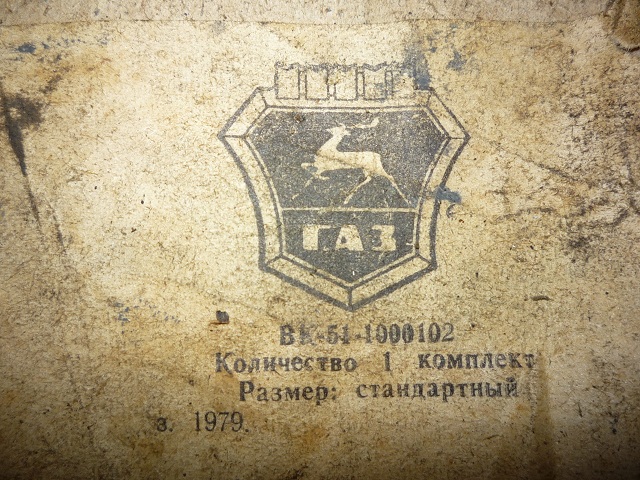 ГАЗ
ВК-51-1000102
Количество 1 комплект
Размер: стандартный
з. 1979.